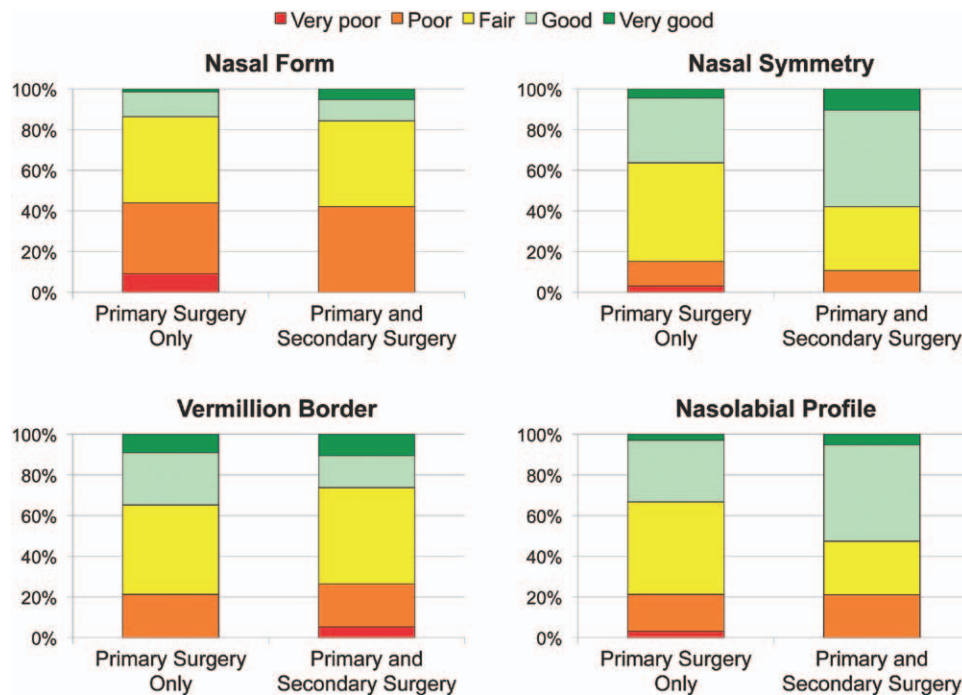 Very poor Poor Fair Good Very good
Nasal Form
100%
80%
60%
40%
20%
0%
Primary Surgery
Only
Primary and
Secondary Surgery
Nasal Symmetry
100%
80%
60%
40%
20%
0%
Primary Surgery
Only
Primary and
Secondary Surgery
Vermillion Border
100%
80%
60%
40%
20%
0%
Primary Surgery
Only
Primary and
Secondary Surgery
Nasolabial Profile
100%
80%
60%
40%
20%
0%
Primary Surgery
Only
Primary and
Secondary Surgery